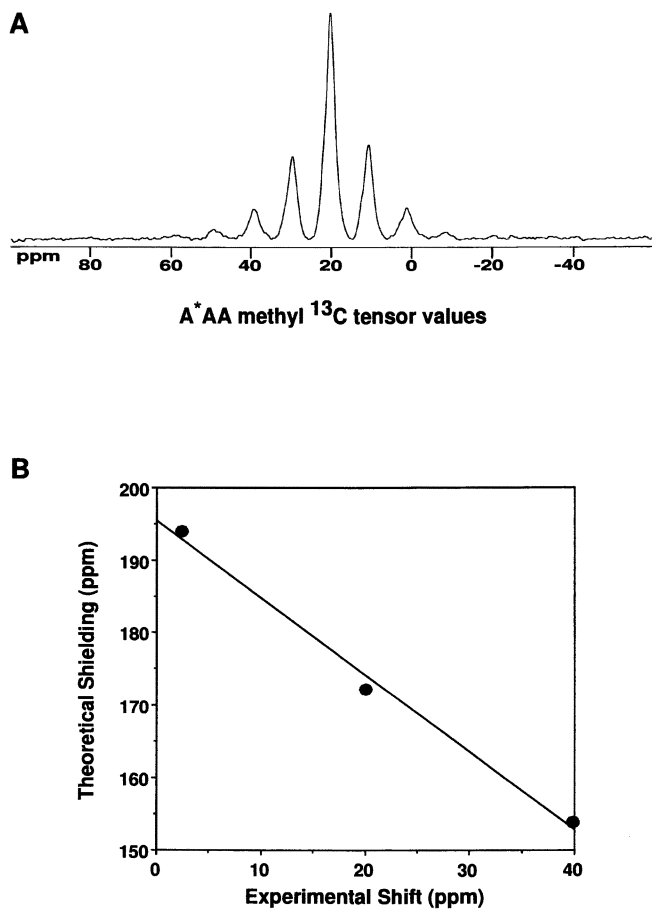 A
ppm 80 60 40 20 0 -20 -40
A*AA methyl 13C tensor values
B
200
190
180
170
160
150
Theoretical Shielding (ppm)
0 10 20 30 40
Experimental Shift (ppm)